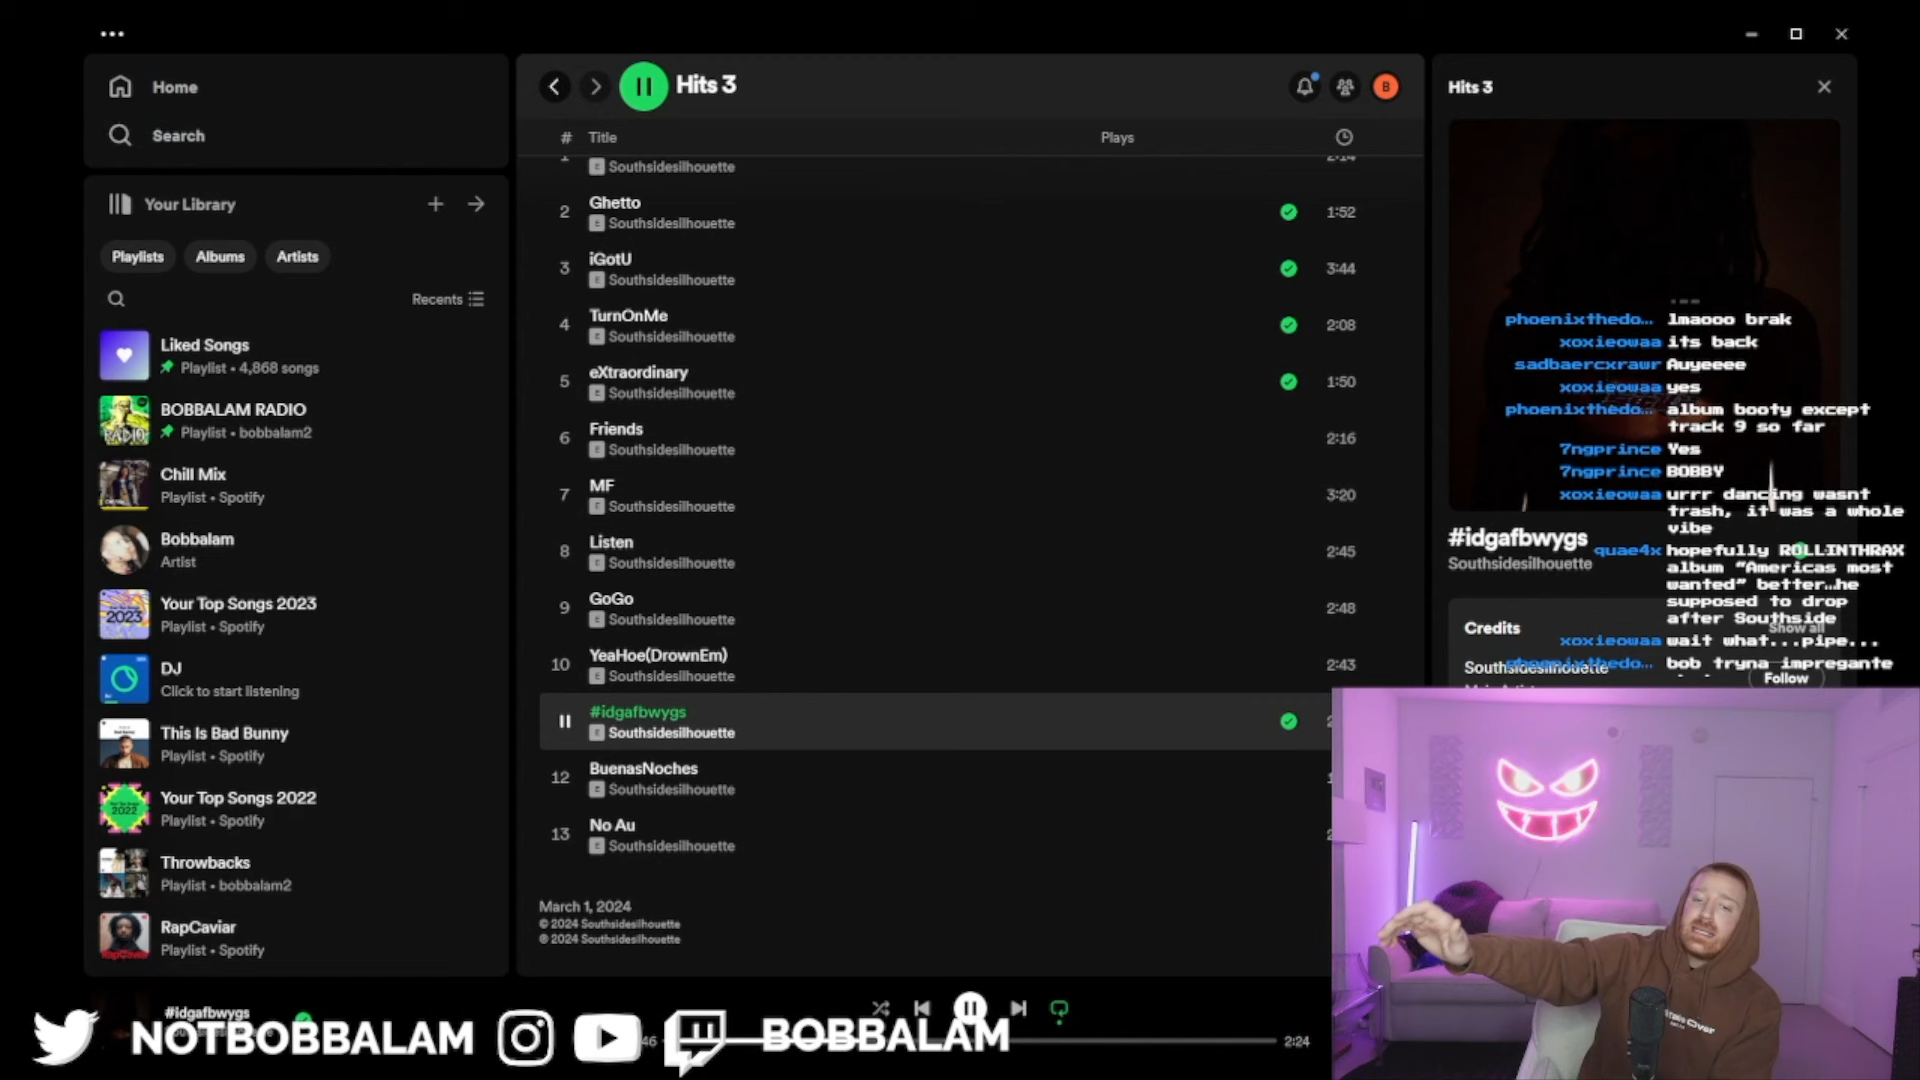 Home
Search
Your Library
Playlists
Albums
Artists
Recents
Liked Songs
Playlist • 4,868 songs
BOBBALAM RADIO
Playlist • bobbalam2
Chill Mix
Playlist • Spotify
Bobbalam
Artist
Your Top Songs 2023
Playlist • Spotify
DJ
Click to start listening
This Is Bad Bunny
Playlist • Spotify
Your Top Songs 2022
Playlist • Spotify
Throwbacks
Playlist • bobbalam2
RapCaviar
Playlist • Spotify
Hits 3
B
# Title Plays
1 2:14
E Southsidesilhouette
2 Ghetto 1:52
E Southsidesilhouette
3 iGotU 3:44
E Southsidesilhouette
4 TurnOnMe 2:08
E Southsidesilhouette
5 eXtraordinary 1:50
E Southsidesilhouette
6 Friends 2:16
E Southsidesilhouette
7 MF 3:20
E Southsidesilhouette
8 Listen 2:45
E Southsidesilhouette
9 GoGo 2:48
E Southsidesilhouette
10 YeaHoe(DrownEm) 2:43
E Southsidesilhouette
#idgafbwygs
E Southsidesilhouette
12 BuenasNoches
E Southsidesilhouette
13 No Au
E Southsidesilhouette
March 1, 2024
© 2024 Southsidesilhouette
℗ 2024 Southsidesilhouette
Hits 3
phoenixthedo... lmaooo brak
xoxieowaa its back
sadbaercxrawr Auyeeee
xoxieowaa yes
phoenixthedo... album booty except
track 9 so far
7ngprince Yes
7ngprince BOBBY
xoxieowaa urrr dancing wasnt
trash, it was a whole
vibe
quae4x hopefully ROLLINTHRAX
album "Americas most
wanted" better…he
supposed to drop
after Southside
xoxieowaa wait what...pipe...
phoenixthedo... bob tryna impregante
#idgafbwygs
Southsidesilhouette
Credits
Show all
Southsidesilhouette
Follow
#idgafbwygs
2:24
NOTBOBBALAM
BOBBALAM